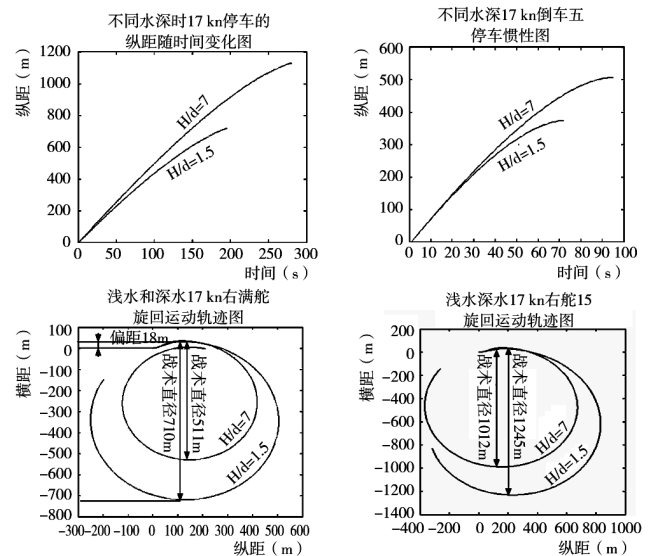 不同水深时17 kn停车的
纵距随时间变化图
纵距（m）
1200
1000
800
600
400
200
0
H/d=7
H/d=1.5
0 50 100 150 200 250 300
时间（s）
不同水深17 kn倒车五
停车惯性图
纵距（m）
600
500
400
300
200
100
0
H/d=7
H/d=1.5
0 10 20 30 40 50 60 70 80 90 100
时间（s）
浅水和深水17 kn右满舵
旋回运动轨迹图
横距（m）
100
0
-100
-200
-300
-400
-500
-600
-700
-800
偏距18m
战术直径710m
战术直径511m
H/d=7
H/d=1.5
-300 -200 -100 0 100 200 300 400 500 600
纵距（m）
浅水深水17 kn右舵15
旋回运动轨迹图
横距（m）
200
0
-200
-400
-600
-800
-1000
-1200
-1400
战术直径1012m
战术直径1245m
H/d=7
H/d=1.5
-400 -200 0 200 400 600 800 1000
纵距（m）